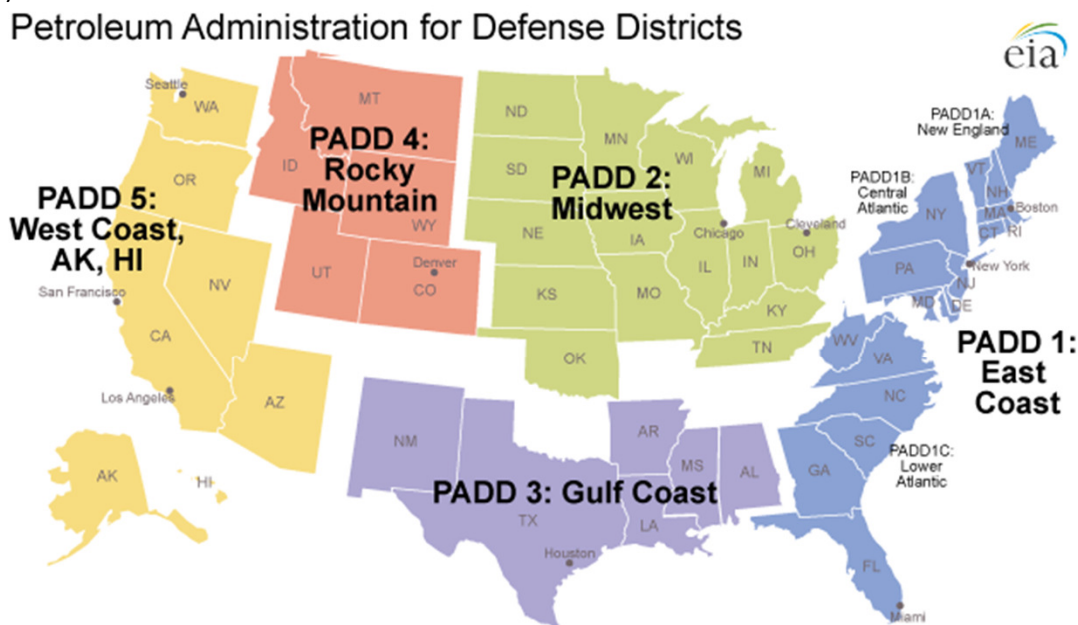 Petroleum Administration for Defense Districts
eia
Seattle
WA
OR
PADD 5:
West Coast,
AK, HI
San Francisco
NV
CA
Los Angeles
AZ
AK
HI
MT
PADD 4:
Rocky
Mountain
ID
WY
UT
Denver
CO
ND
MN
SD
WI
MI
PADD 2:
Midwest
NE
IA
Chicago
Cleveland
IL
IN
OH
KS
MO
KY
OK
TN
NM
AR
MS
AL
PADD 3: Gulf Coast
TX
LA
Houston
PADD1A:
New England
ME
VT
NH
PADD1B:
Central
Atlantic
NY
MA
Boston
CT
RI
PA
New York
NJ
MD
DE
WV
VA
PADD 1:
East
Coast
NC
SC
GA
PADD1C:
Lower
Atlantic
FL
Miami